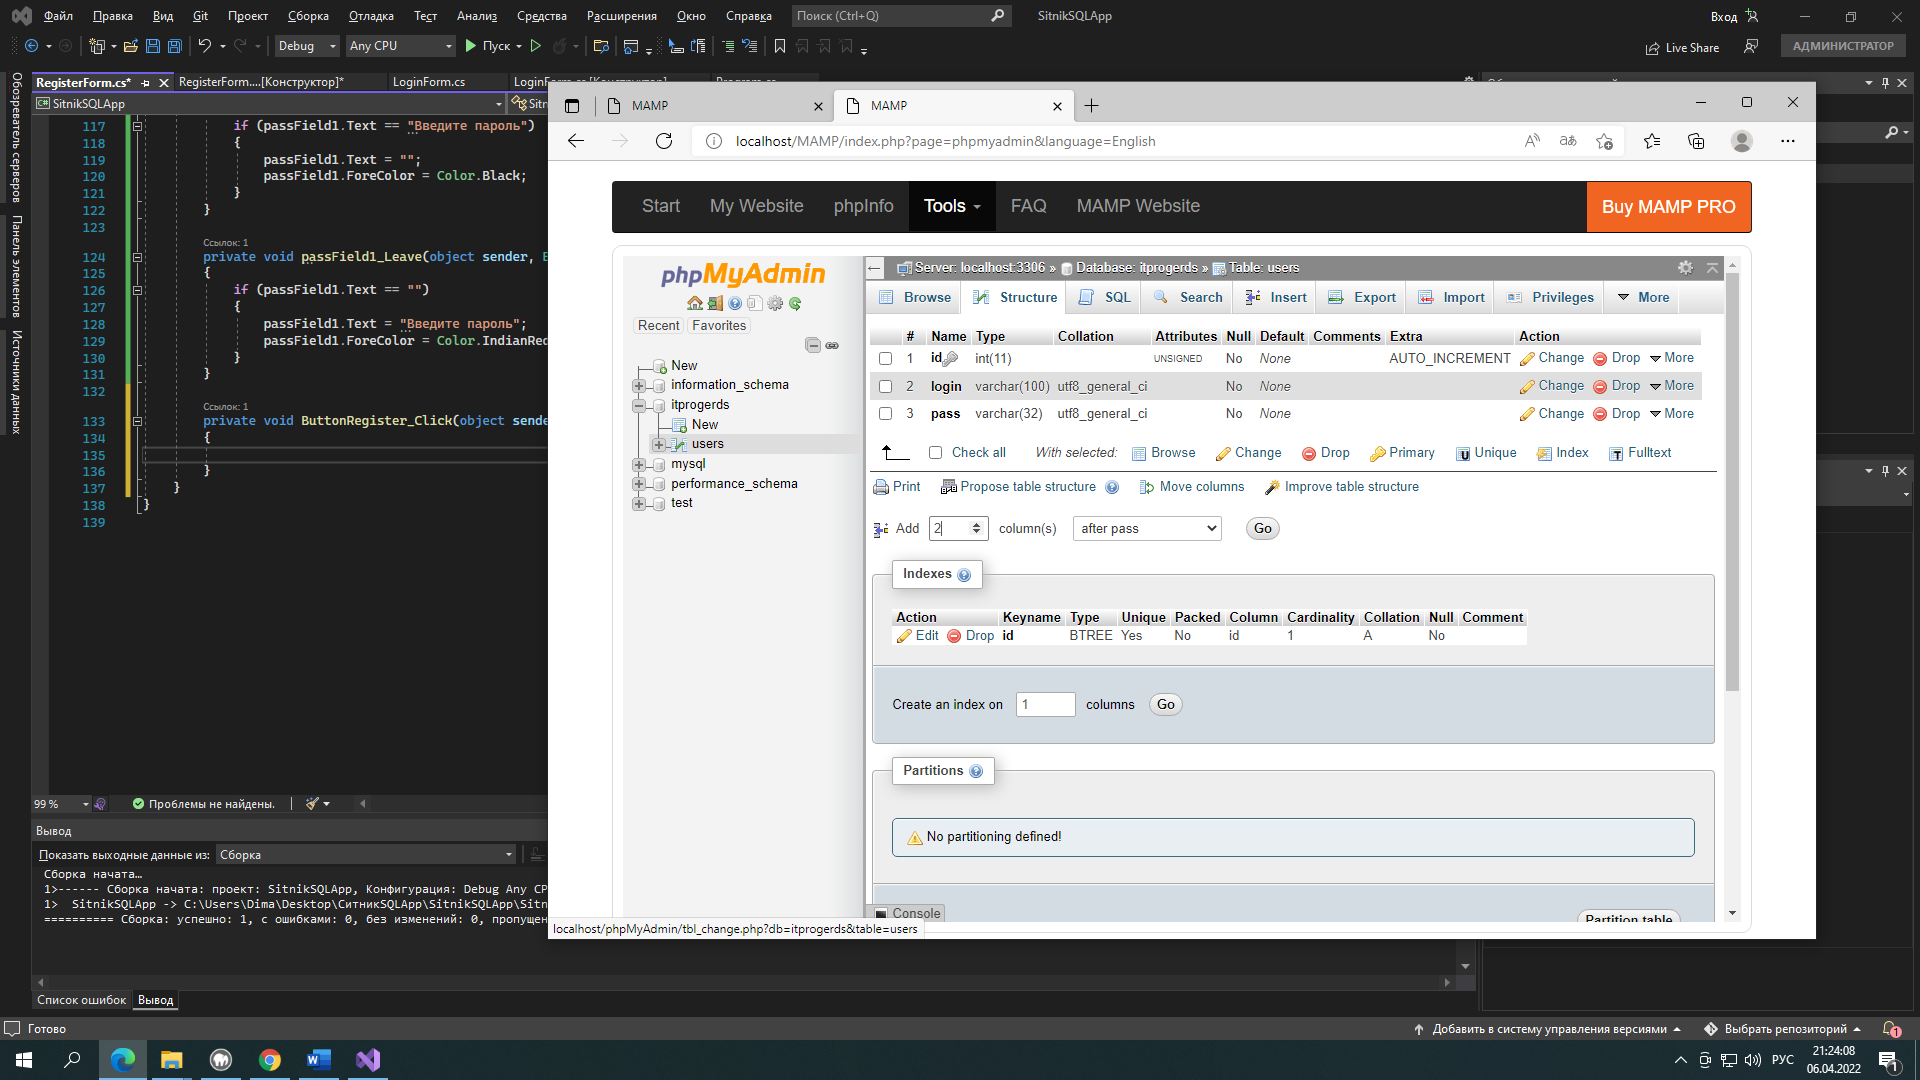 Файл Правка Вид Git Проект Сборка Отладка Тест Анализ Средства Расширения Окно Справка Поиск (Ctrl+Q) SitnikSQLApp Вход
Debug Any CPU Пуск Live Share АДМИНИСТРАТОР
Обозреватель серверов
Панель элементов
Источники данных
RegisterForm.cs* RegisterForm....[Конструктор]* LoginForm.cs
SitnikSQLApp
117 if (passField1.Text == "Введите пароль")
118 {
119 passField1.Text = "";
120 passField1.ForeColor = Color.Black;
121 }
122 }
123
Ссылок: 1
124 private void passField1_Leave(object sender, E
125 {
126 if (passField1.Text == "")
127 {
128 passField1.Text = "Введите пароль";
129 passField1.ForeColor = Color.IndianRed
130 }
131 }
132
Ссылок: 1
133 private void ButtonRegister_Click(object sende
134 {
135
136 }
137 }
138 }
139
99 % Проблемы не найдены.
Вывод
Показать выходные данные из: Сборка
Сборка начата…
1>------ Сборка начата: проект: SitnikSQLApp, Конфигурация: Debug Any CP
1> SitnikSQLApp -> C:\Users\Dima\Desktop\СитникSQLApp\SitnikSQLApp\Sitn
========== Сборка: успешно: 1, с ошибками: 0, без изменений: 0, пропущен
Список ошибок Вывод
MAMP MAMP
localhost/MAMP/index.php?page=phpmyadmin&language=English
Start My Website phpInfo Tools FAQ MAMP Website Buy MAMP PRO
phpMyAdmin
Recent Favorites
New
information_schema
itprogerds
New
users
mysql
performance_schema
test
Server: localhost:3306 » Database: itprogerds » Table: users
Browse Structure SQL Search Insert Export Import Privileges More
# Name Type Collation Attributes Null Default Comments Extra Action
1 id int(11) UNSIGNED No None AUTO_INCREMENT Change Drop More
2 login varchar(100) utf8_general_ci No None Change Drop More
3 pass varchar(32) utf8_general_ci No None Change Drop More
Check all With selected: Browse Change Drop Primary Unique Index Fulltext
Print Propose table structure Move columns Improve table structure
Add 2 column(s) after pass Go
Indexes
Action Keyname Type Unique Packed Column Cardinality Collation Null Comment
Edit Drop id BTREE Yes No id 1 A No
Create an index on 1 columns Go
Partitions
No partitioning defined!
Partition table
Console
localhost/phpMyAdmin/tbl_change.php?db=itprogerds&table=users
Готово Добавить в систему управления версиями Выбрать репозиторий 1
РУС 21:24:08
06.04.2022 1